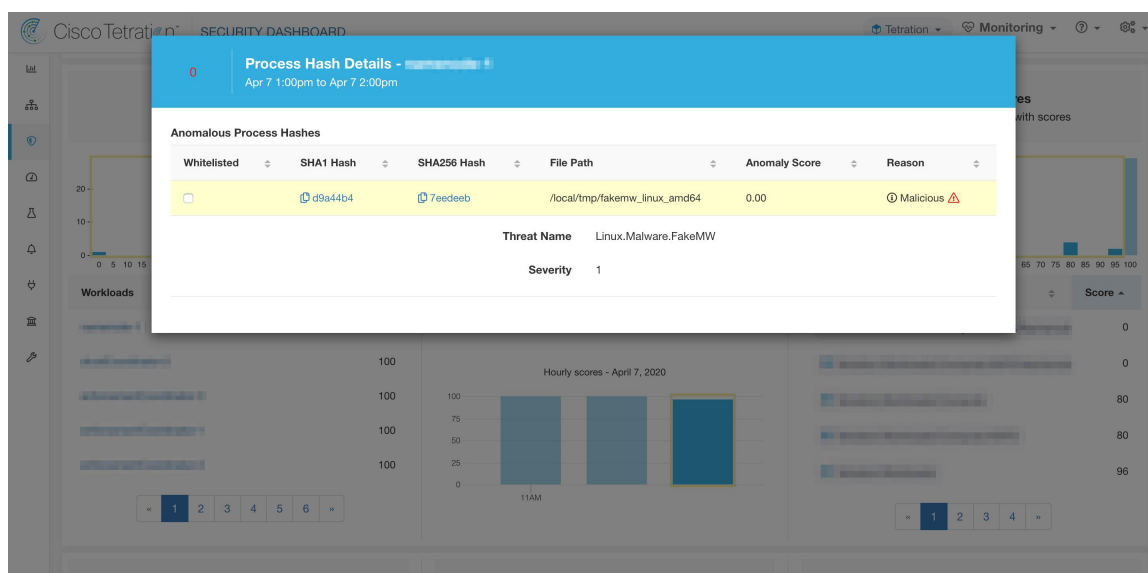 Cisco Tetration™ SECURITY DASHBOARD
Tetration Monitoring
0
Process Hash Details -
Apr 7 1:00pm to Apr 7 2:00pm
with scores
Anomalous Process Hashes
Whitelisted SHA1 Hash SHA256 Hash File Path Anomaly Score Reason
d9a44b4 7eedeeb /local/tmp/fakemw_linux_amd64 0.00 Malicious
Threat Name Linux.Malware.FakeMW
Severity 1
20
10
0
0 5 10 15
65 70 75 80 85 90 95 100
Workloads
Score
0
100
0
100
80
100
80
100
96
Hourly scores - April 7, 2020
100
75
50
25
0
11AM
« 1 2 3 4 5 6 »
« 1 2 3 4 »